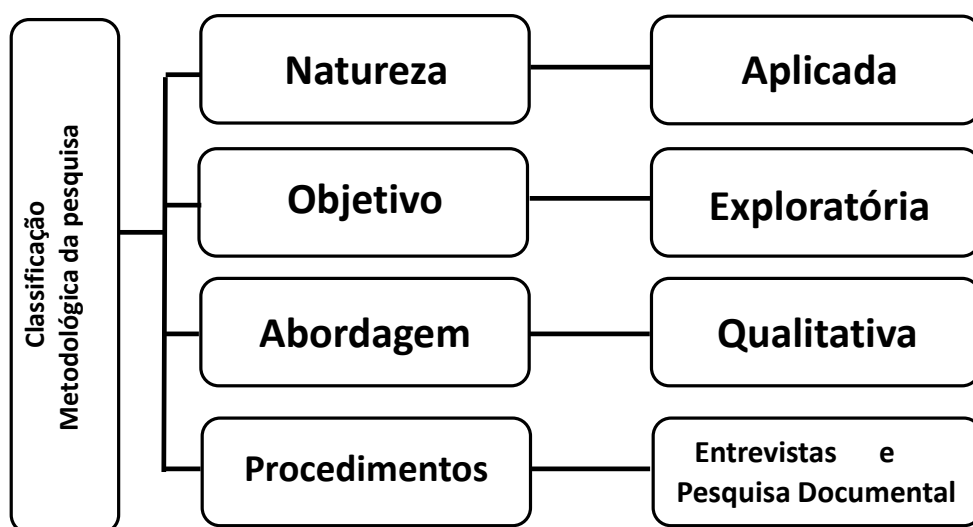 Classificação
Metodológica da pesquisa
Natureza
Aplicada
Objetivo
Exploratória
Abordagem
Qualitativa
Procedimentos
Entrevistas e
Pesquisa Documental